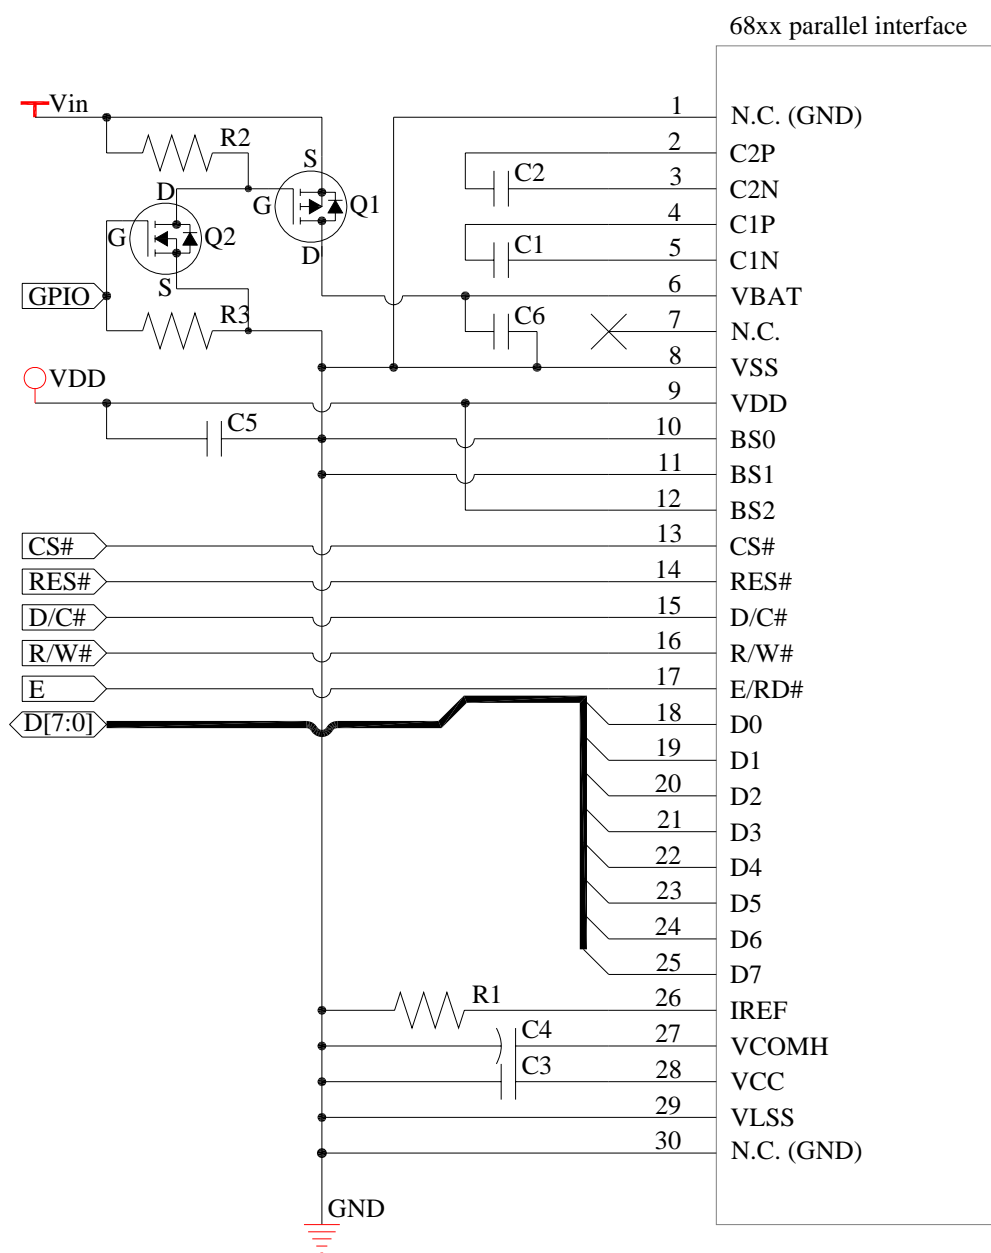 68xx parallel interface
Vin
R2
S
D
G
Q1
G
Q2
D
S
GPIO
R3
VDD
C5
C2
C1
C6
1 N.C. (GND)
2 C2P
3 C2N
4 C1P
5 C1N
6 VBAT
7 N.C.
8 VSS
9 VDD
10 BS0
11 BS1
12 BS2
CS# 13 CS#
RES# 14 RES#
D/C# 15 D/C#
R/W# 16 R/W#
E 17 E/RD#
D[7:0] 18 D0
19 D1
20 D2
21 D3
22 D4
23 D5
24 D6
25 D7
R1 26 IREF
C4 27 VCOMH
C3 28 VCC
29 VLSS
30 N.C. (GND)
GND